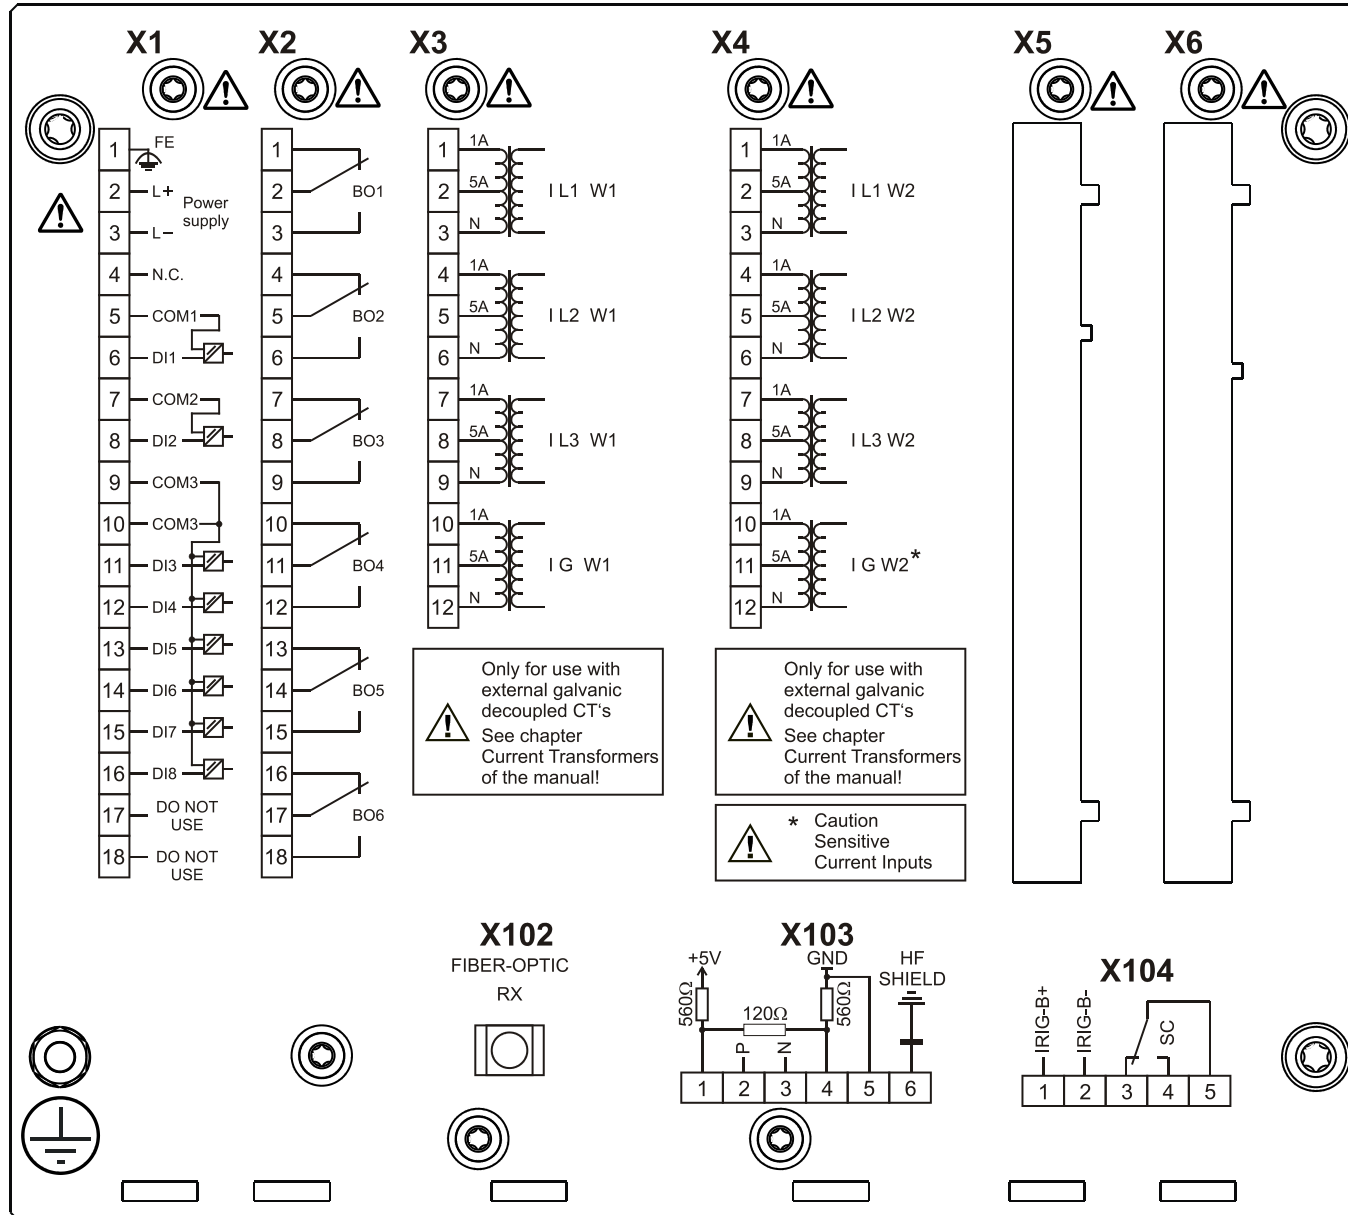 X1
X2
X3
X4
X5
X6
1
FE
2
L+
Power
supply
3
L–
4
N.C.
5
COM1
6
DI1
7
COM2
8
DI2
9
COM3
10
COM3
11
DI3
12
DI4
13
DI5
14
DI6
15
DI7
16
DI8
17
DO NOT
USE
18
DO NOT
USE
1
2
BO1
3
4
5
BO2
6
7
8
BO3
9
10
11
BO4
12
13
14
BO5
15
16
17
BO6
18
1
1A
2
5A
I L1 W1
3
N
4
1A
5
5A
I L2 W1
6
N
7
1A
8
5A
I L3 W1
9
N
10
1A
11
5A
I G W1
12
N
Only for use with
external galvanic
decoupled CT‘s
See chapter
Current Transformers
of the manual!
1
1A
2
5A
I L1 W2
3
N
4
1A
5
5A
I L2 W2
6
N
7
1A
8
5A
I L3 W2
9
N
10
1A
11
5A
I G W2*
12
N
Only for use with
external galvanic
decoupled CT‘s
See chapter
Current Transformers
of the manual!
* Caution
Sensitive
Current Inputs
X102
FIBER-OPTIC
RX
X103
+5V
GND
HF
SHIELD
560Ω
120Ω
560Ω
P
N
1 2 3 4 5 6
X104
IRIG-B+
IRIG-B-
SC
1 2 3 4 5